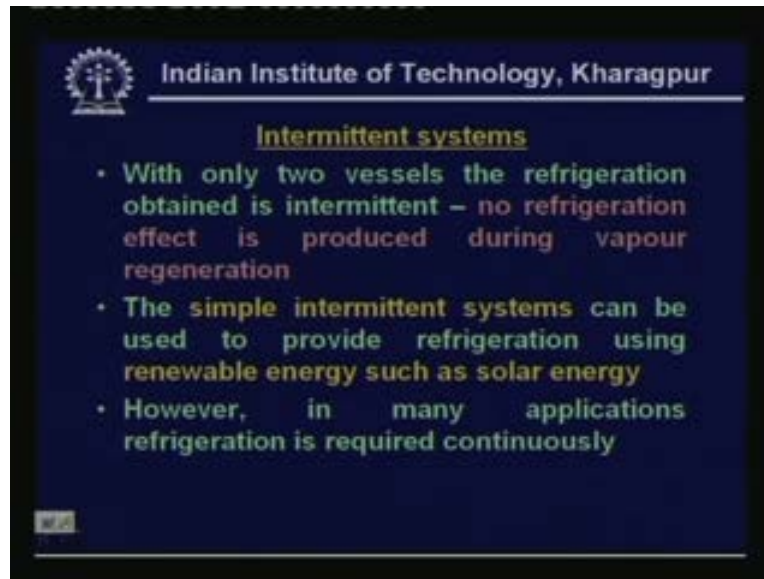 Indian Institute of Technology, Kharagpur
Intermittent systems
• With only two vessels the refrigeration
obtained is intermittent – no refrigeration
effect is produced during vapour
regeneration
• The simple intermittent systems can be
used to provide refrigeration using
renewable energy such as solar energy
• However, in many applications
refrigeration is required continuously